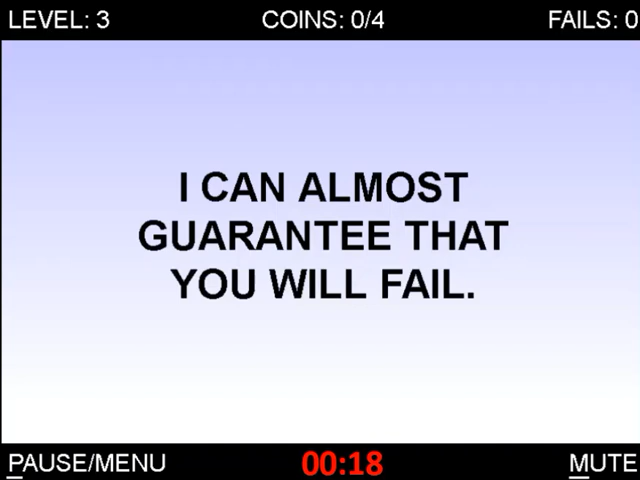 LEVEL: 3 COINS: 0/4 FAILS: 0
I CAN ALMOST
GUARANTEE THAT
YOU WILL FAIL.
PAUSE/MENU 00:18 MUTE